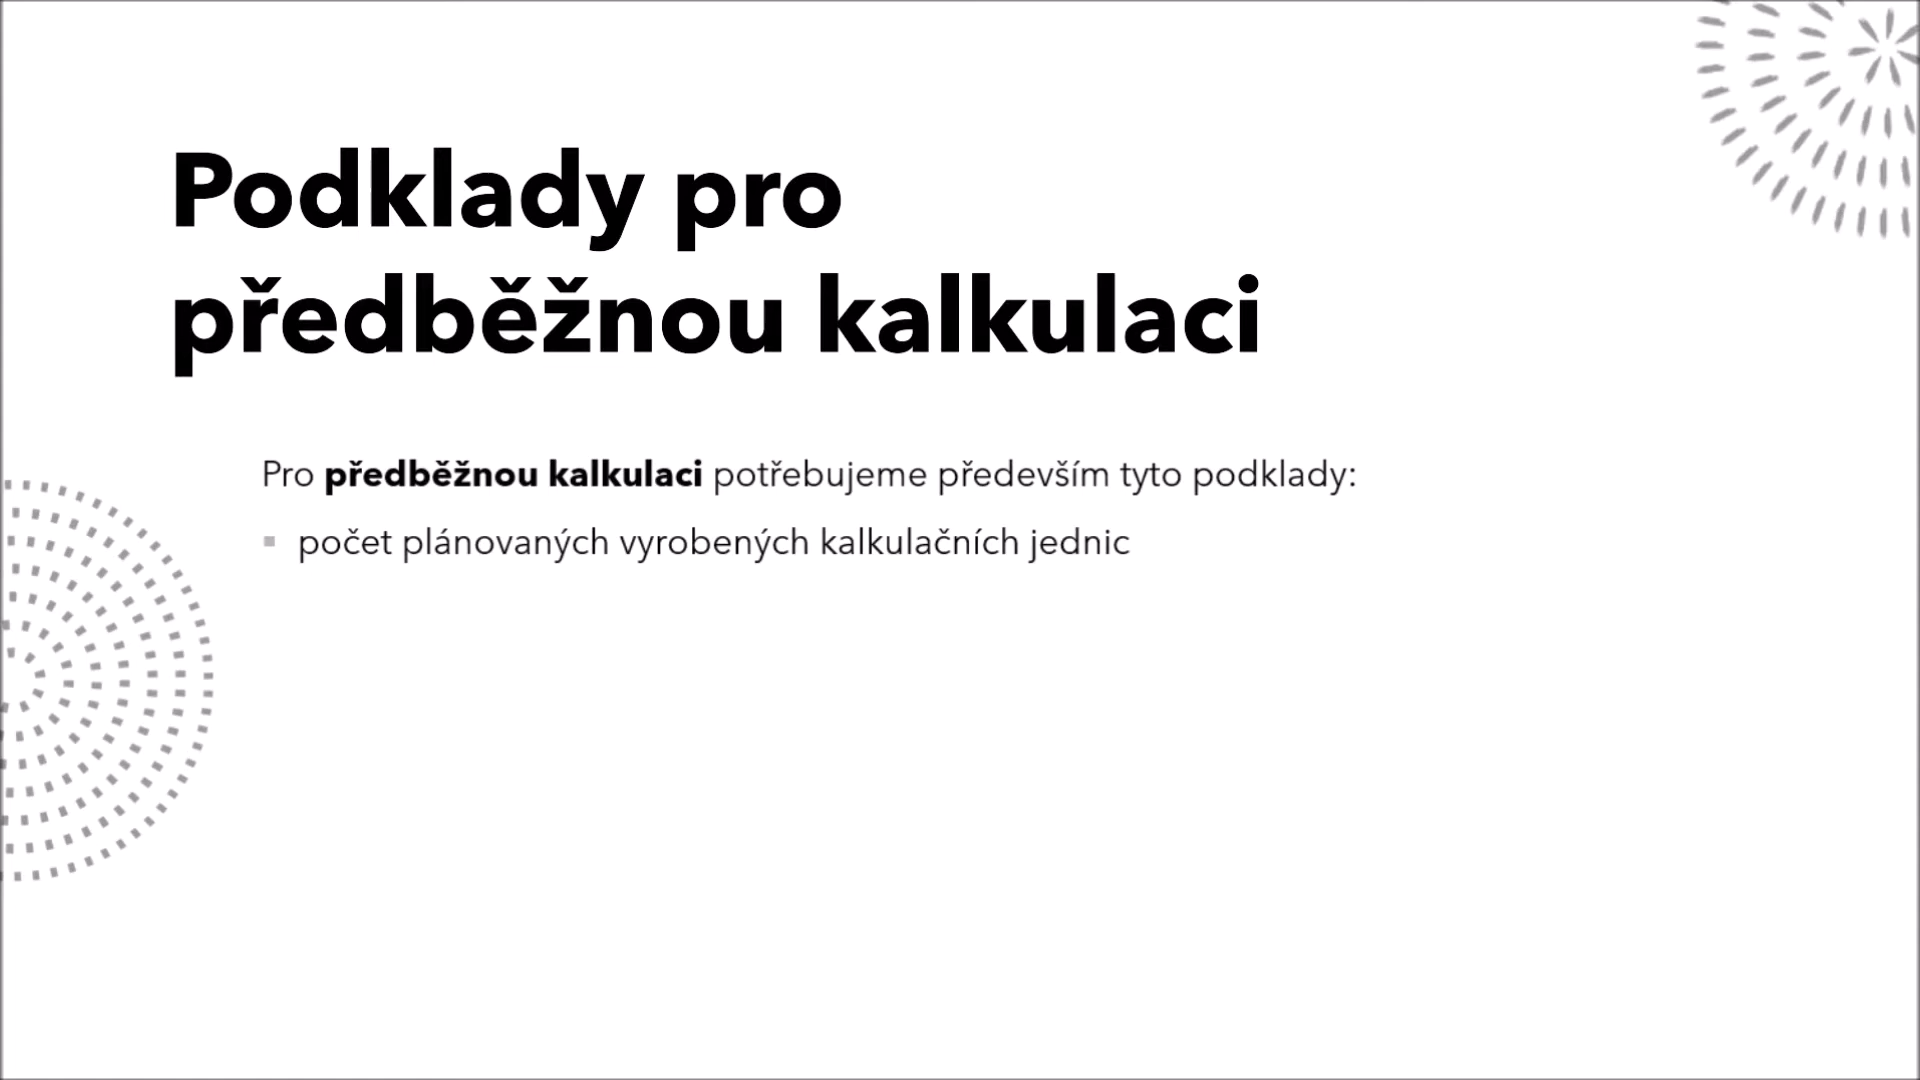 Podklady pro
předběžnou kalkulaci
Pro předběžnou kalkulaci potřebujeme především tyto podklady:
▪ počet plánovaných vyrobených kalkulačních jednic